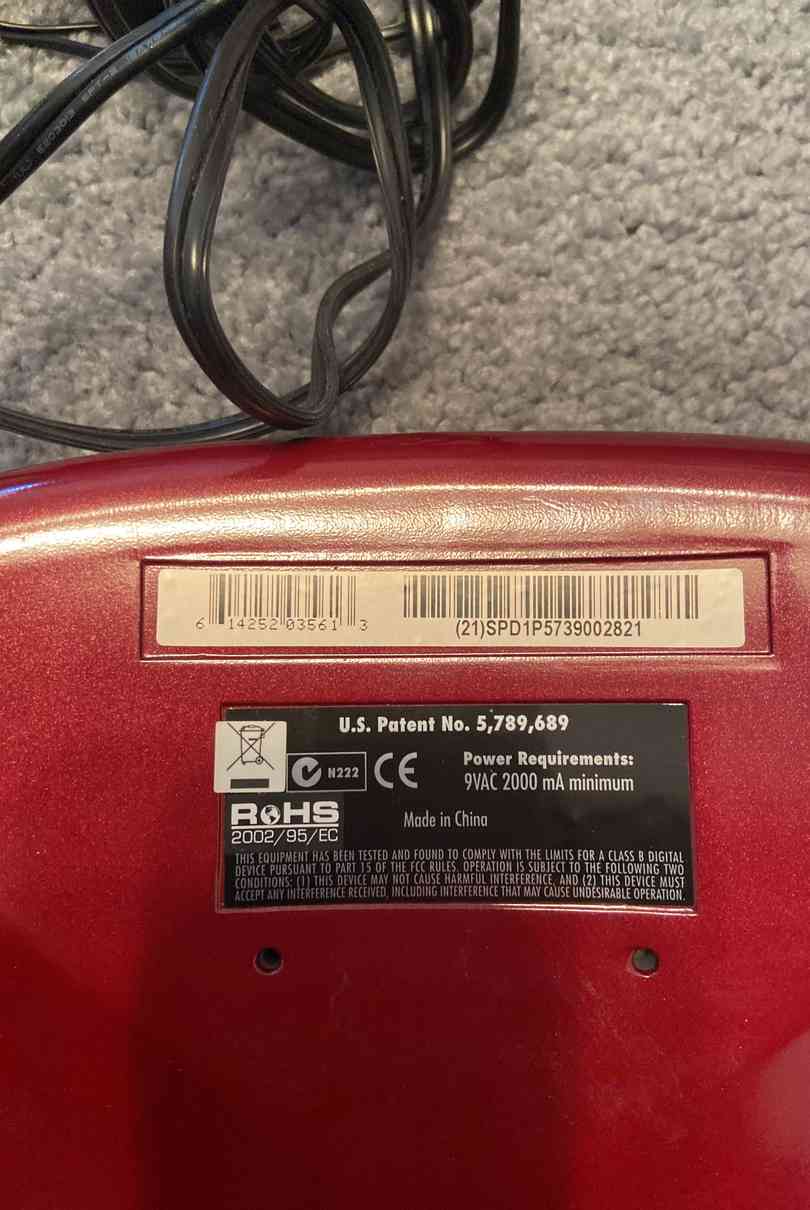 6 14252 03561 3
(21)SPD1P5739002821
U.S. Patent No. 5,789,689
N222
CE
Power Requirements:
9VAC 2000 mA minimum
RoHS
2002/95/EC
Made in China
THIS EQUIPMENT HAS BEEN TESTED AND FOUND TO COMPLY WITH THE LIMITS FOR A CLASS B DIGITAL
DEVICE PURSUANT TO PART 15 OF THE FCC RULES. OPERATION IS SUBJECT TO THE FOLLOWING TWO
CONDITIONS: (1) THIS DEVICE MAY NOT CAUSE HARMFUL INTERFERENCE, AND (2) THIS DEVICE MUST
ACCEPT ANY INTERFERENCE RECEIVED, INCLUDING INTERFERENCE THAT MAY CAUSE UNDESIRABLE OPERATION.